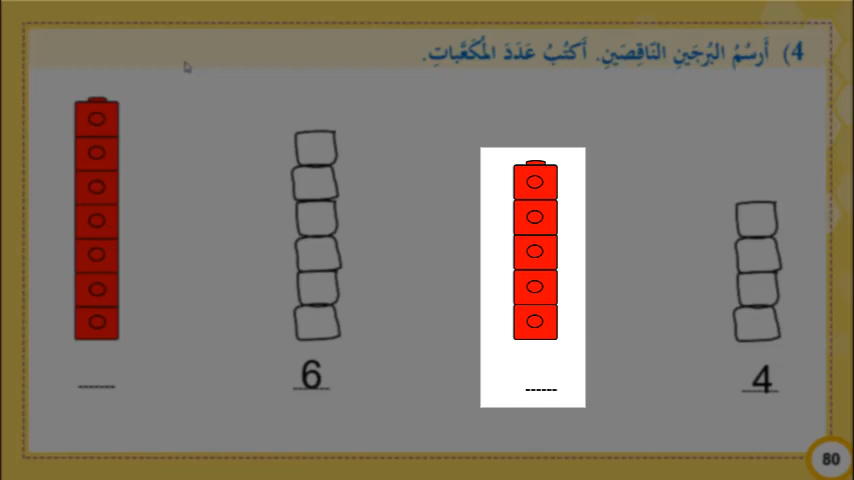 4) أَرسُمُ البُرجَينِ النّاقِصَينِ. أَكتُبُ عَدَدَ المُكَعَّباتِ.
6
4
80